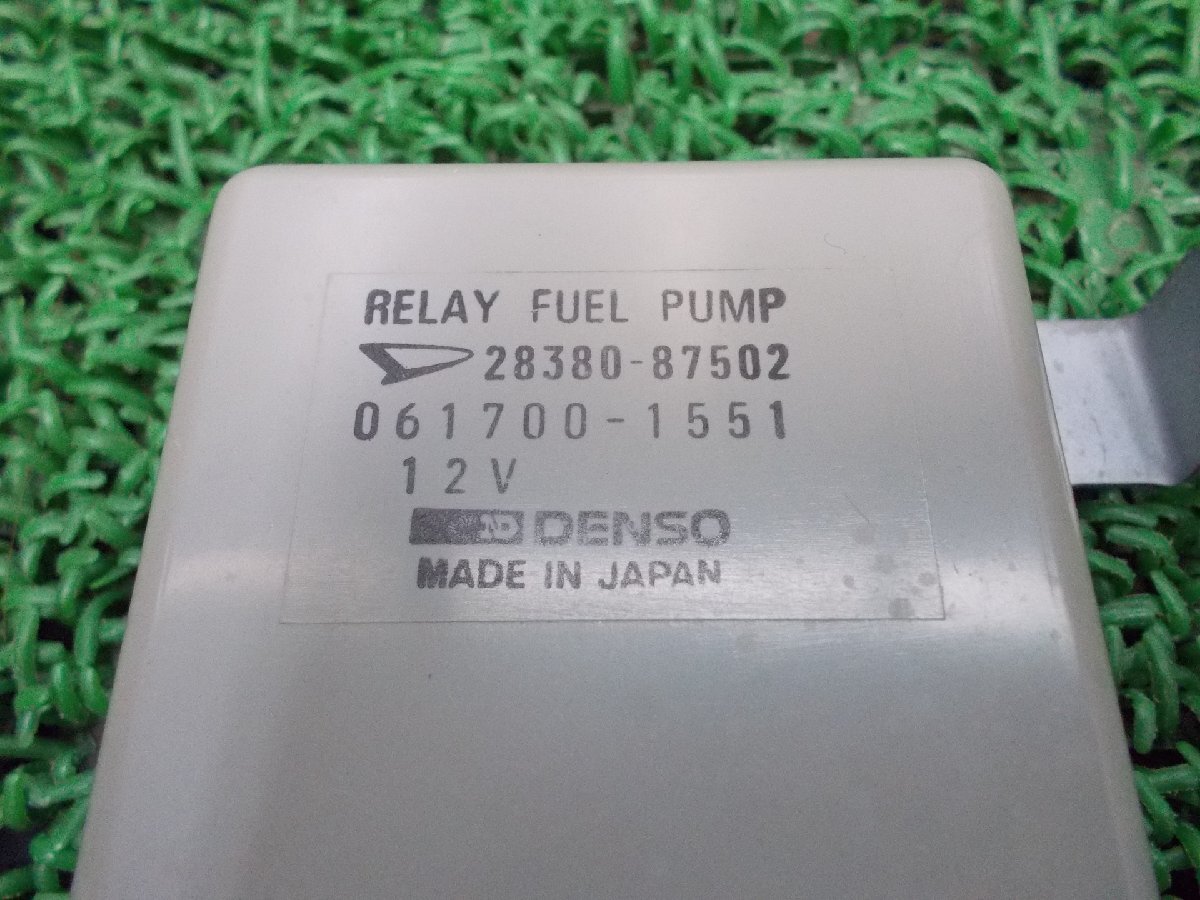 RELAY FUEL PUMP
28380-87502
061700-1551
12V
DENSO
MADE IN JAPAN